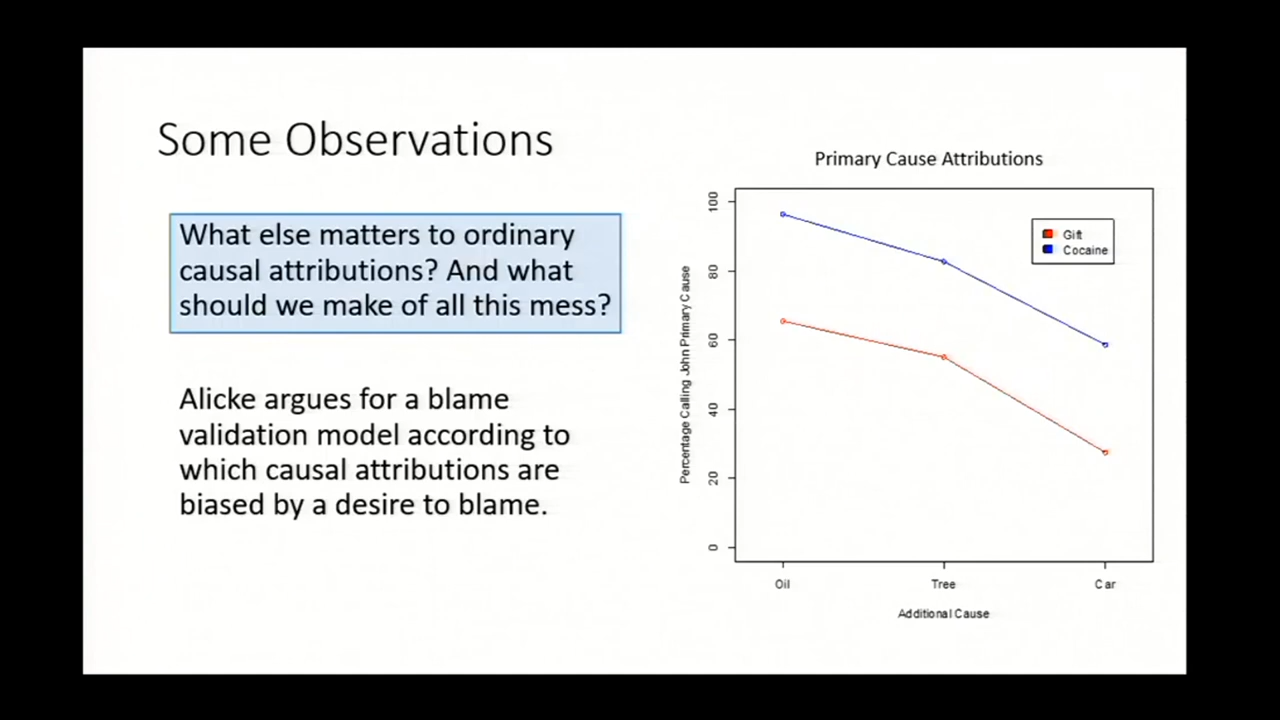 Some Observations
What else matters to ordinary
causal attributions? And what
should we make of all this mess?
Alicke argues for a blame
validation model according to
which causal attributions are
biased by a desire to blame.
Primary Cause Attributions
Percentage Calling John Primary Cause
100
80
60
40
20
0
Gift
Cocaine
Oil
Tree
Car
Additional Cause